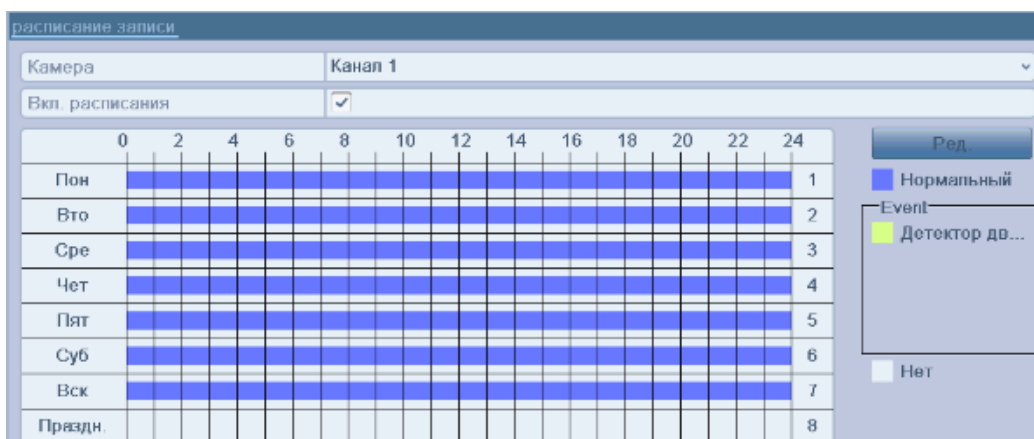 расписание записи
Камера Канал 1
Вкл. расписания
0 2 4 6 8 10 12 14 16 18 20 22 24
Ред.
Пон 1
Нормальный
Вто 2
Event
Детектор дв...
Сре 3
Чет 4
Пят 5
Суб 6
Нет
Вск 7
Праздн. 8